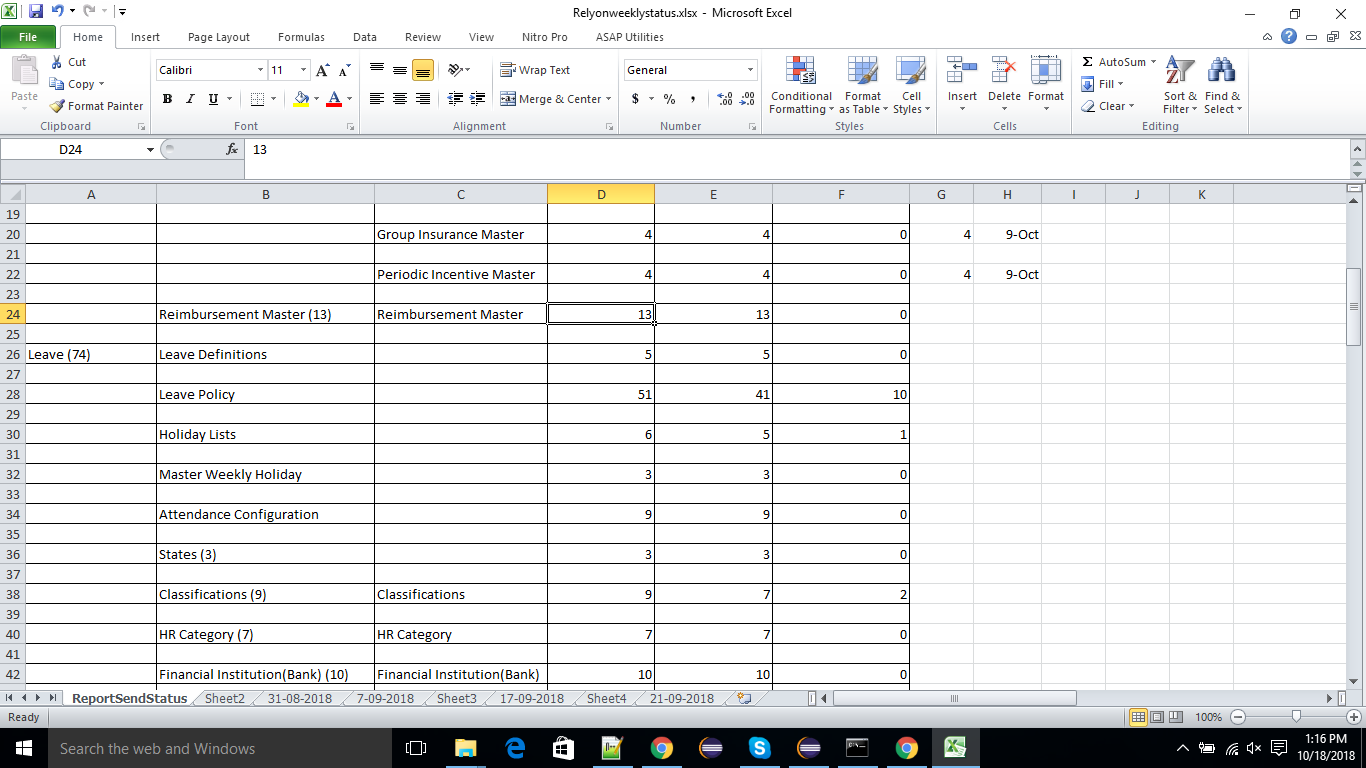 Relyonweeklystatus.xlsx - Microsoft Excel
File Home Insert Page Layout Formulas Data Review View Nitro Pro ASAP Utilities
Paste Cut Copy Format Painter Clipboard
Calibri 11 A A B I U A Font
Wrap Text Merge & Center Alignment
General $ % , .0 .00 .00 .0 Number
Conditional Formatting Format as Table Cell Styles Styles
Insert Delete Format Cells
Σ AutoSum Fill Clear Sort & Filter Find & Select Editing
D24 fx 13
A B C D E F G H I J K
19
20 Group Insurance Master 4 4 0 4 9-Oct
21
22 Periodic Incentive Master 4 4 0 4 9-Oct
23
24 Reimbursement Master (13) Reimbursement Master 13 13 0
25
26 Leave (74) Leave Definitions 5 5 0
27
28 Leave Policy 51 41 10
29
30 Holiday Lists 6 5 1
31
32 Master Weekly Holiday 3 3 0
33
34 Attendance Configuration 9 9 0
35
36 States (3) 3 3 0
37
38 Classifications (9) Classifications 9 7 2
39
40 HR Category (7) HR Category 7 7 0
41
42 Financial Institution(Bank) (10) Financial Institution(Bank) 10 10 0
ReportSendStatus Sheet2 31-08-2018 7-09-2018 Sheet3 17-09-2018 Sheet4 21-09-2018
Ready 100%
Search the web and Windows
1:16 PM
10/18/2018